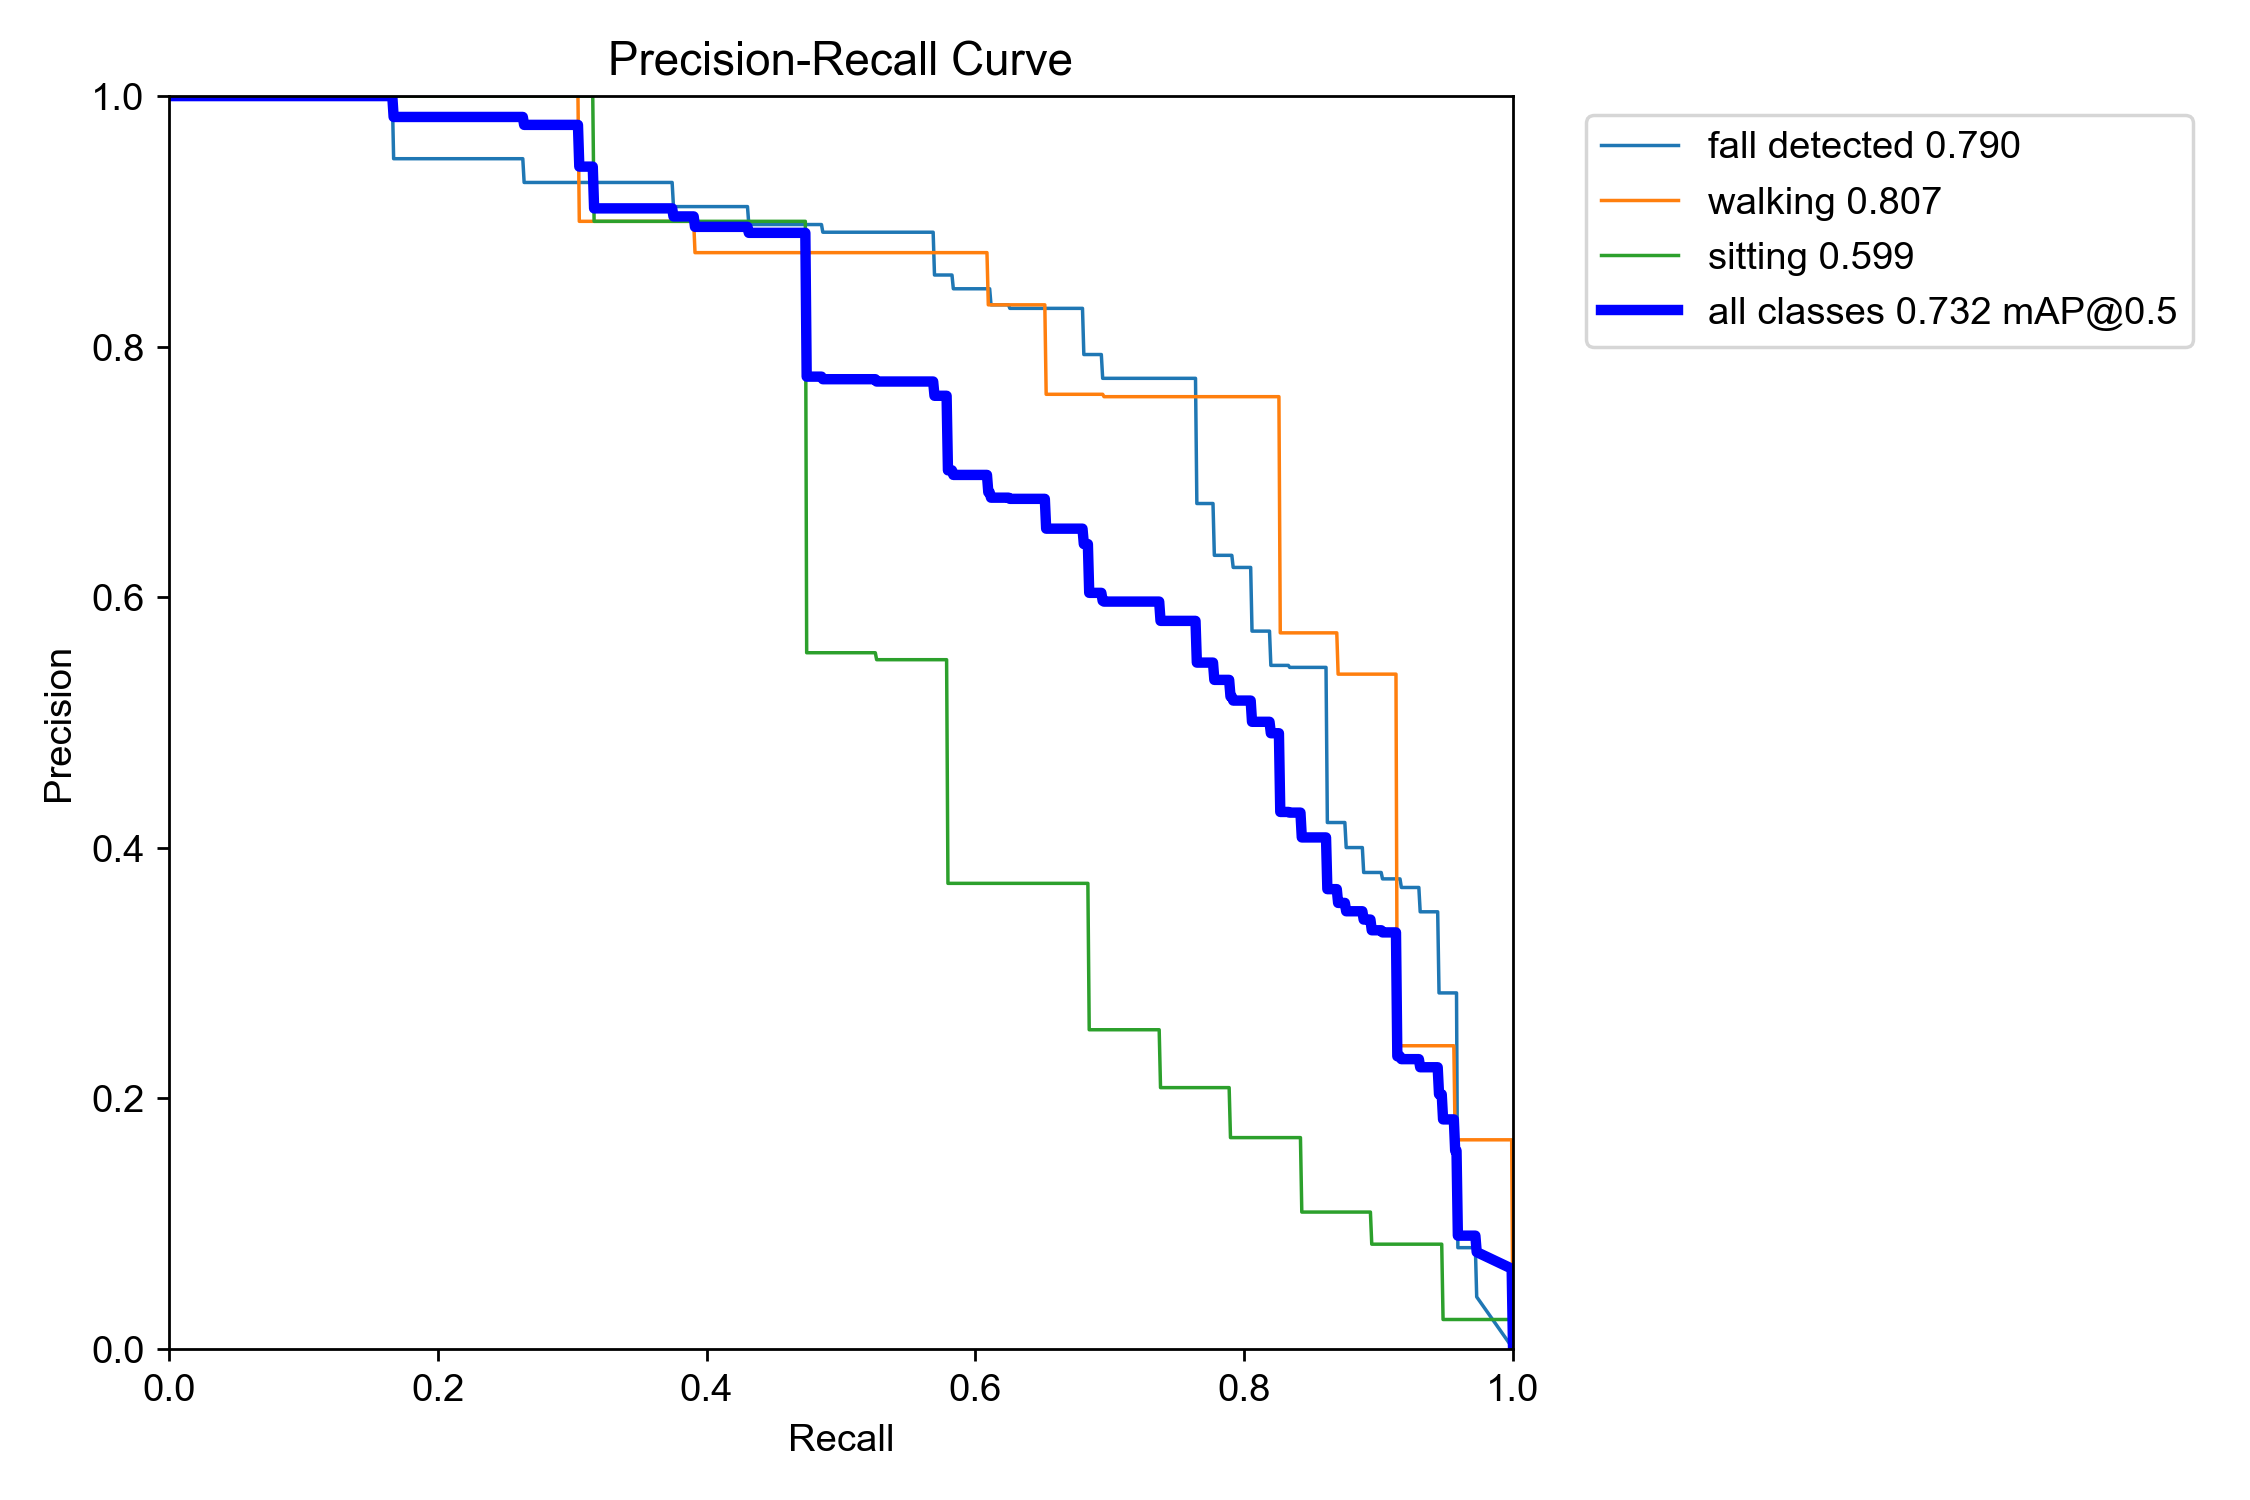 Precision-Recall Curve
1.0
0.8
0.6
0.4
0.2
0.0
Precision
0.0 0.2 0.4 0.6 0.8 1.0
Recall
fall detected 0.790
walking 0.807
sitting 0.599
all classes 0.732 mAP@0.5